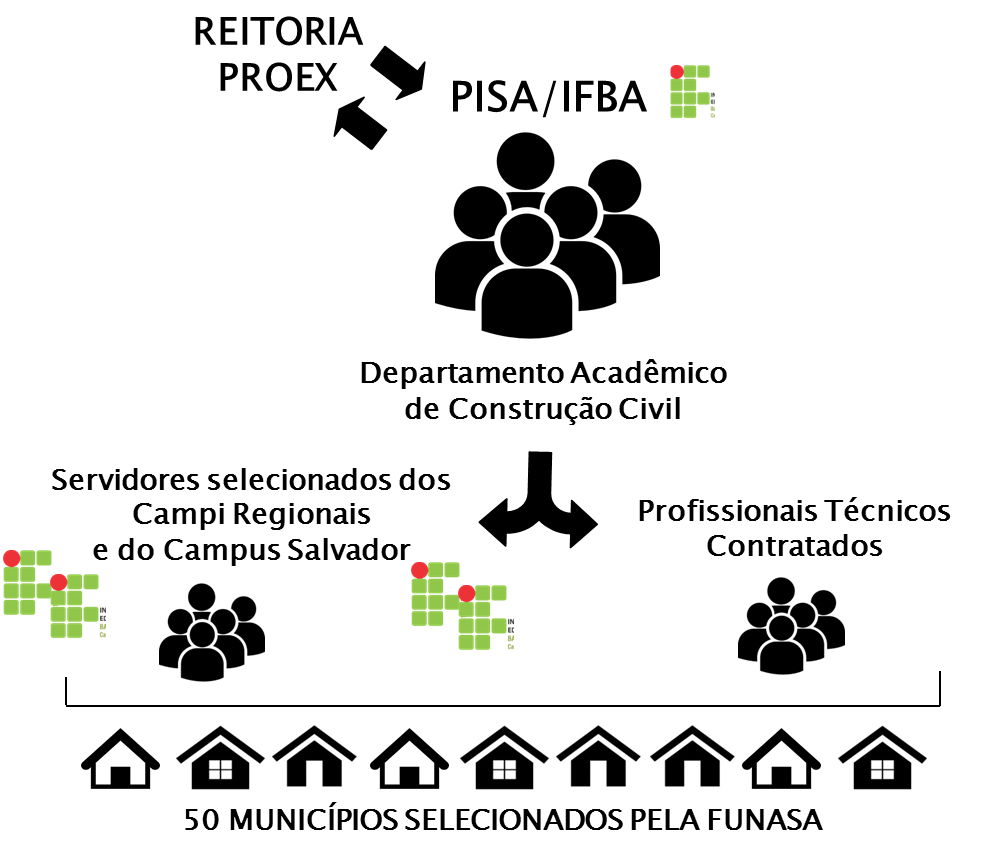 REITORIA
PROEX
PISA/IFBA
Departamento Acadêmico
de Construção Civil
Servidores selecionados dos
Campi Regionais
e do Campus Salvador
Profissionais Técnicos
Contratados
50 MUNICÍPIOS SELECIONADOS PELA FUNASA